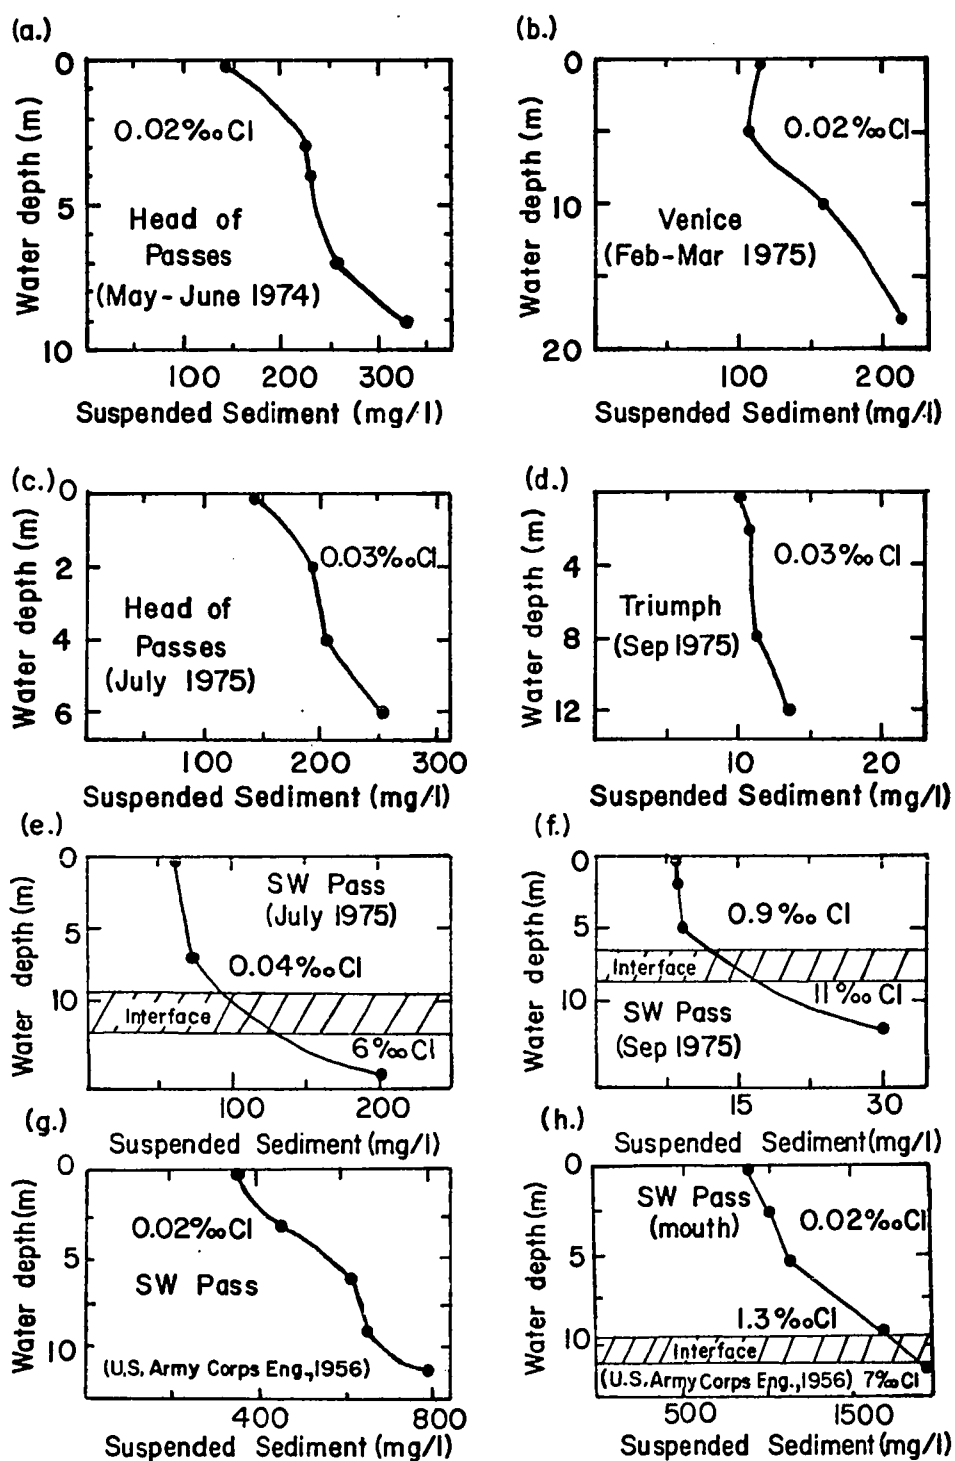 (a.)
0
5
10
Water depth (m)
0.02‰Cl
Head of
Passes
(May-June 1974)
100 200 300
Suspended Sediment (mg/l)
(b.)
0
10
20
Water depth (m)
0.02‰Cl
Venice
(Feb-Mar 1975)
100 200
Suspended Sediment (mg/l)
(c.)
0
2
4
6
Water depth (m)
0.03‰Cl
Head of
Passes
(July 1975)
100 200 300
Suspended Sediment (mg/l)
(d.)
4
8
12
Water depth (m)
0.03‰Cl
Triumph
(Sep 1975)
10 20
Suspended Sediment (mg/l)
(e.)
0
5
10
Water depth (m)
SW Pass
(July 1975)
0.04‰Cl
Interface
6‰Cl
100 200
Suspended Sediment (mg/l)
(f.)
0
5
10
Water depth (m)
0.9‰Cl
Interface
11‰Cl
SW Pass
(Sep 1975)
15 30
Suspended Sediment (mg/l)
(g.)
0
5
10
Water depth (m)
0.02‰Cl
SW Pass
(U.S. Army Corps Eng., 1956)
400 800
Suspended Sediment (mg/l)
(h.)
0
5
10
Water depth (m)
SW Pass
(mouth)
0.02‰Cl
1.3‰Cl
Interface
(U.S. Army Corps Eng., 1956) 7‰Cl
500 1500
Suspended Sediment (mg/l)